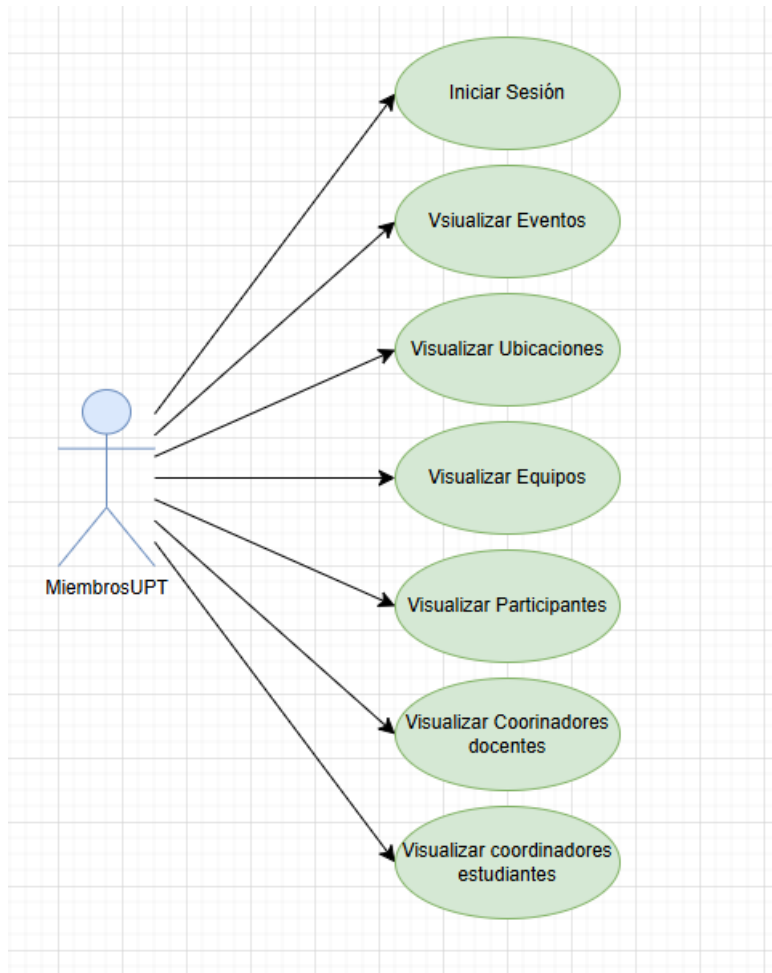 Iniciar Sesión
Vsiualizar Eventos
Visualizar Ubicaciones
Visualizar Equipos
MiembrosUPT
Visualizar Participantes
Visualizar Coorinadores
docentes
Visualizar coordinadores
estudiantes